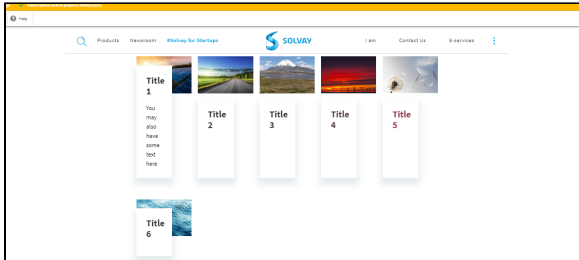 Help
Products Newsroom #Solvay for Startups SOLVAY I am Contact Us E-services
Title
1
You
may
also
have
some
text
here
Title
2
Title
3
Title
4
Title
5
Title
6